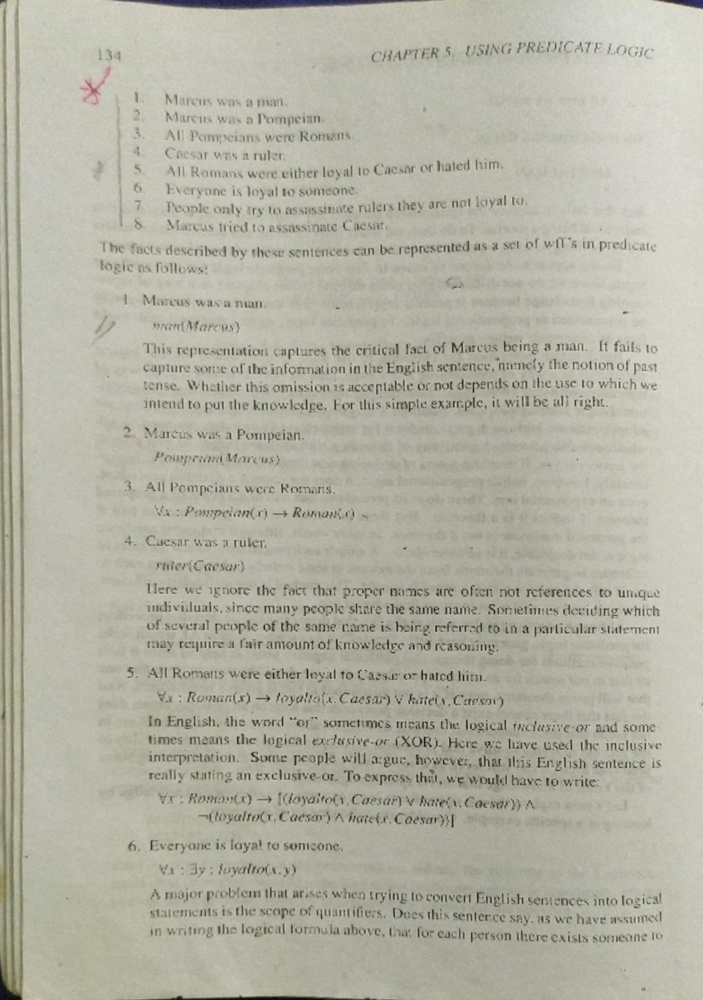 134
CHAPTER 5. USING PREDICATE LOGIC
1. Marcus was a man.
2. Marcus was a Pompeian.
3. All Pompeians were Romans.
4. Caesar was a ruler.
5. All Romans were either loyal to Caesar or hated him.
6. Everyone is loyal to someone.
7. People only try to assassinate rulers they are not loyal to.
8. Marcus tried to assassinate Caesar.
The facts described by these sentences can be represented as a set of wff's in predicate
logic as follows:
1. Marcus was a man.
man(Marcus)
This representation captures the critical fact of Marcus being a man. It fails to
capture some of the information in the English sentence, namely the notion of past
tense. Whether this omission is acceptable or not depends on the use to which we
intend to put the knowledge. For this simple example, it will be all right.
2. Marcus was a Pompeian.
Pompeian(Marcus)
3. All Pompeians were Romans.
∀x : Pompeian(x) → Roman(x)
4. Caesar was a ruler.
ruler(Caesar)
Here we ignore the fact that proper names are often not references to unique
individuals, since many people share the same name. Sometimes deciding which
of several people of the same name is being referred to in a particular statement
may require a fair amount of knowledge and reasoning.
5. All Romans were either loyal to Caesar or hated him.
∀x : Roman(x) → loyalto(x, Caesar) ∨ hate(x, Caesar)
In English, the word "or" sometimes means the logical inclusive-or and some-
times means the logical exclusive-or (XOR). Here we have used the inclusive
interpretation. Some people will argue, however, that this English sentence is
really stating an exclusive-or. To express that, we would have to write:
∀x : Roman(x) → [(loyalto(x, Caesar) ∨ hate(x, Caesar)) ∧
¬(loyalto(x, Caesar) ∧ hate(x, Caesar))]
6. Everyone is loyal to someone.
∀x : ∃y : loyalto(x, y)
A major problem that arises when trying to convert English sentences into logical
statements is the scope of quantifiers. Does this sentence say, as we have assumed
in writing the logical formula above, that for each person there exists someone to